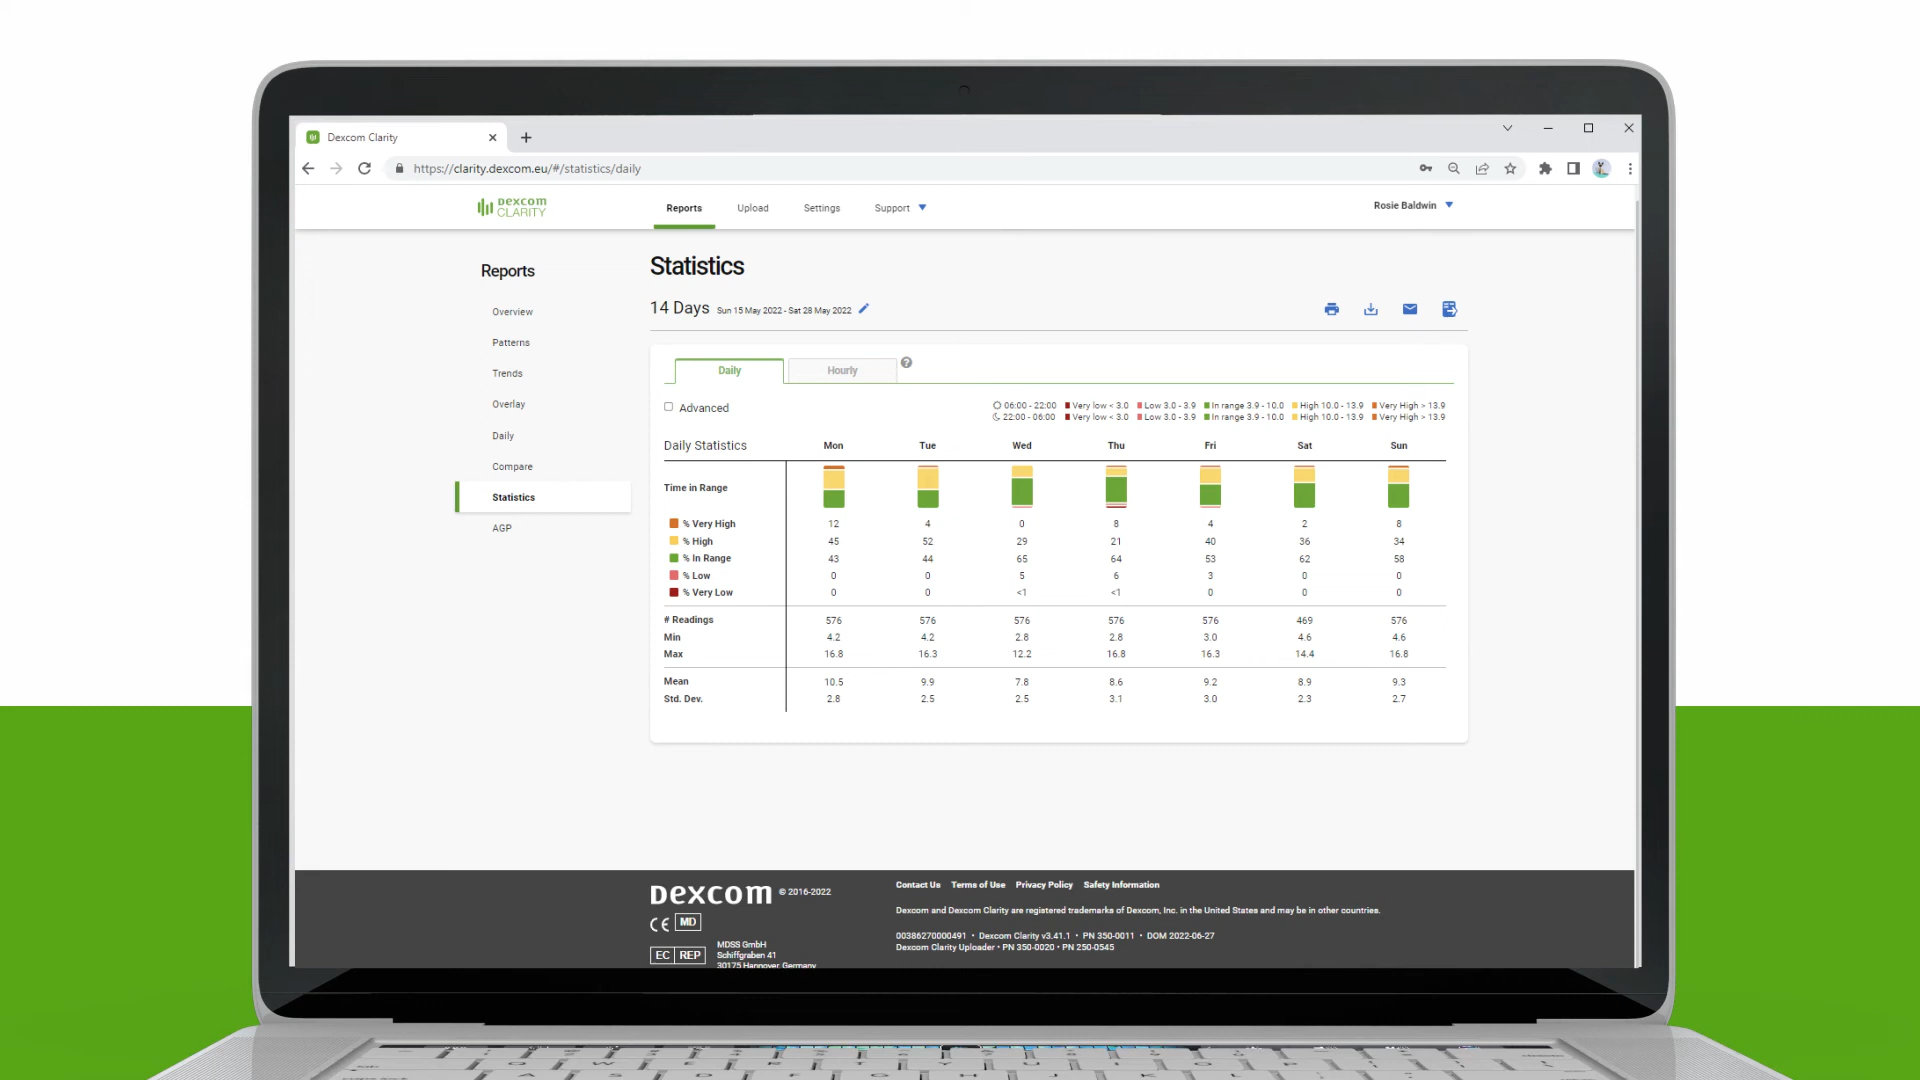 Dexcom Clarity
https://clarity.dexcom.eu/#/statistics/daily
Dexcom CLARITY
Reports Upload Settings Support
Rosie Baldwin
Reports
Overview
Patterns
Trends
Overlay
Daily
Compare
Statistics
AGP
Statistics
14 Days Sun 15 May 2022 - Sat 28 May 2022
Daily Hourly ?
Advanced
06:00 - 22:00 Very low < 3.0 Low 3.0 - 3.9 In range 3.9 - 10.0 High 10.0 - 13.9 Very High > 13.9
22:00 - 06:00 Very low < 3.0 Low 3.0 - 3.9 In range 3.9 - 10.0 High 10.0 - 13.9 Very High > 13.9
Daily Statistics Mon Tue Wed Thu Fri Sat Sun
Time in Range
% Very High 12 4 0 8 4 2 8
% High 45 52 29 21 40 36 34
% In Range 43 44 65 64 53 62 58
% Low 0 0 5 6 3 0 0
% Very Low 0 0 <1 <1 0 0 0
# Readings 576 576 576 576 576 469 576
Min 4.2 4.2 2.8 2.8 3.0 4.6 4.6
Max 16.8 16.3 12.2 16.8 16.3 14.4 16.8
Mean 10.5 9.9 7.8 8.6 9.2 8.9 9.3
Std. Dev. 2.8 2.5 2.5 3.1 3.0 2.3 2.7
Dexcom © 2016-2022
CE MD
EC REP
MDSS GmbH
Schiffgraben 41
30175 Hannover, Germany
Contact Us Terms of Use Privacy Policy Safety Information
Dexcom and Dexcom Clarity are registered trademarks of Dexcom, Inc. in the United States and may be in other countries.
00386270000491 • Dexcom Clarity v3.41.1 • PN 350-0011 • DOM 2022-06-27
Dexcom Clarity Uploader • PN 350-0020 • PN 250-0545